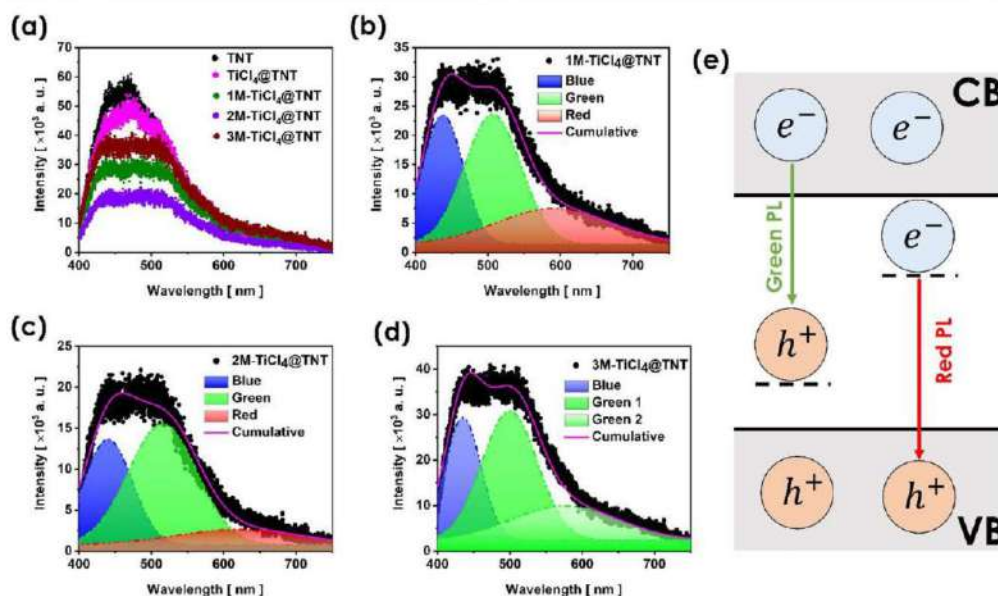 (a)
70
60
50
40
30
20
10
0
400
500
600
700
Intensity [ ×10³ a. u. ]
Wavelength [ nm ]
TNT
TiCl₄@TNT
1M-TiCl₄@TNT
2M-TiCl₄@TNT
3M-TiCl₄@TNT
(b)
35
30
25
20
15
10
5
0
400
500
600
700
Intensity [ ×10³ a. u. ]
Wavelength [ nm ]
1M-TiCl₄@TNT
Blue
Green
Red
Cumulative
(c)
25
20
15
10
5
0
400
500
600
700
Intensity [ ×10³ a. u. ]
Wavelength [ nm ]
2M-TiCl₄@TNT
Blue
Green
Red
Cumulative
(d)
40
30
20
10
0
400
500
600
700
Intensity [ ×10³ a. u. ]
Wavelength [ nm ]
3M-TiCl₄@TNT
Blue
Green 1
Green 2
Cumulative
(e)
CB
e⁻
e⁻
e⁻
Green PL
h⁺
Red PL
h⁺
h⁺
VB